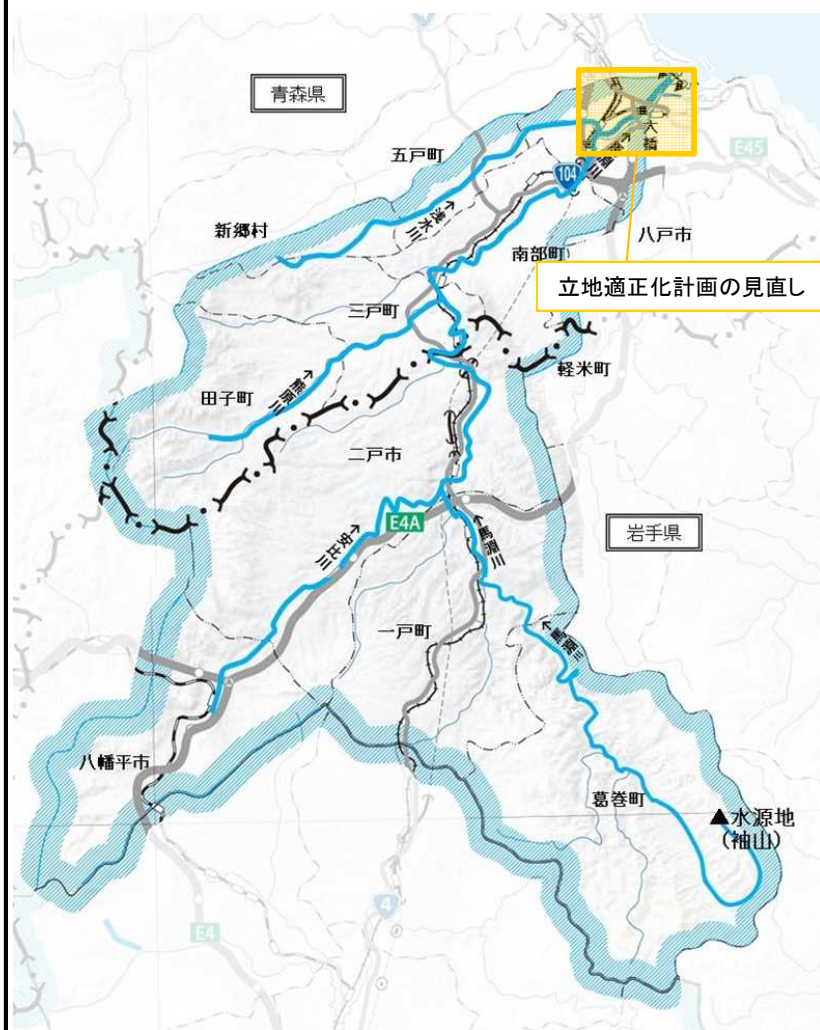 青森県
大橋
五戸町
E45
104
新郷村
↑浅水川
八戸市
南部町
立地適正化計画の見直し
三戸町
軽米町
↑熊原川
田子町
二戸市
E4A
↑安比川
↑馬淵川
岩手県
一戸町
↑馬淵川
八幡平市
葛巻町
▲水源地
(袖山)
4
E4